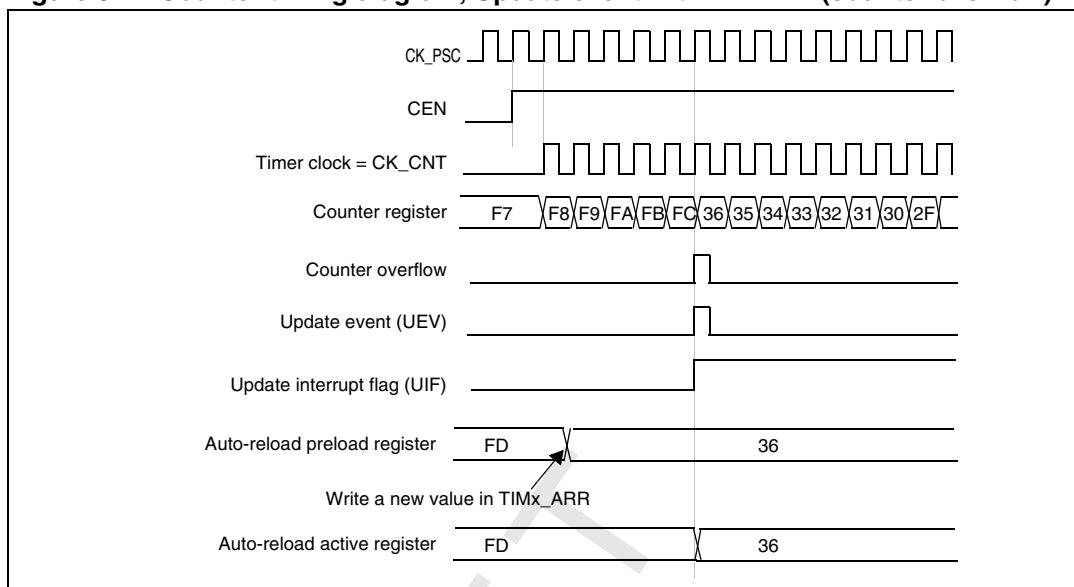 CK_PSC
CEN
Timer clock = CK_CNT
Counter register F7 F8 F9 FA FB FC 36 35 34 33 32 31 30 2F
Counter overflow
Update event (UEV)
Update interrupt flag (UIF)
Auto-reload preload register FD 36
Write a new value in TIMx_ARR
Auto-reload active register FD 36